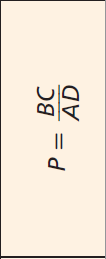 P = BC/AD